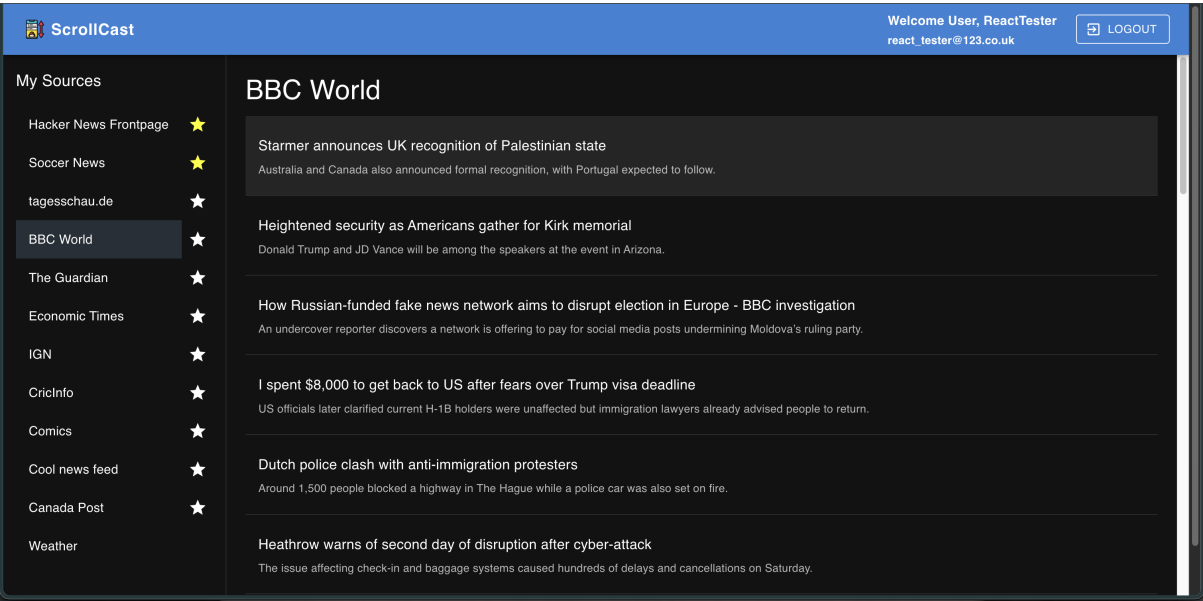 ScrollCast
Welcome User, ReactTester
react_tester@123.co.uk
LOGOUT
My Sources
Hacker News Frontpage
Soccer News
tagesschau.de
BBC World
The Guardian
Economic Times
IGN
CricInfo
Comics
Cool news feed
Canada Post
Weather
BBC World
Starmer announces UK recognition of Palestinian state
Australia and Canada also announced formal recognition, with Portugal expected to follow.
Heightened security as Americans gather for Kirk memorial
Donald Trump and JD Vance will be among the speakers at the event in Arizona.
How Russian-funded fake news network aims to disrupt election in Europe - BBC investigation
An undercover reporter discovers a network is offering to pay for social media posts undermining Moldova's ruling party.
I spent $8,000 to get back to US after fears over Trump visa deadline
US officials later clarified current H-1B holders were unaffected but immigration lawyers already advised people to return.
Dutch police clash with anti-immigration protesters
Around 1,500 people blocked a highway in The Hague while a police car was also set on fire.
Heathrow warns of second day of disruption after cyber-attack
The issue affecting check-in and baggage systems caused hundreds of delays and cancellations on Saturday.